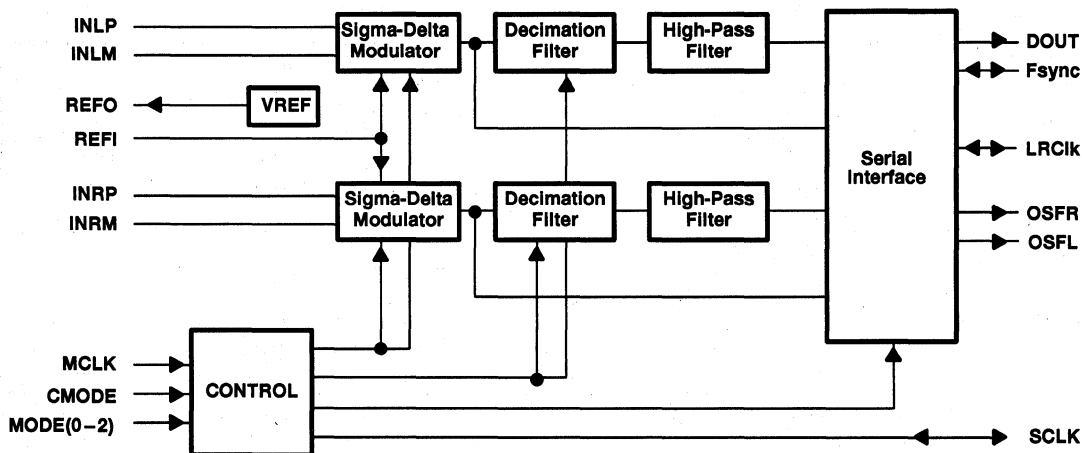 INLP
INLM
Sigma-Delta
Modulator
Decimation
Filter
High-Pass
Filter
DOUT
Fsync
REFO
VREF
REFI
LRClk
Serial
Interface
INRP
INRM
Sigma-Delta
Modulator
Decimation
Filter
High-Pass
Filter
OSFR
OSFL
MCLK
CMODE
MODE(0–2)
CONTROL
SCLK